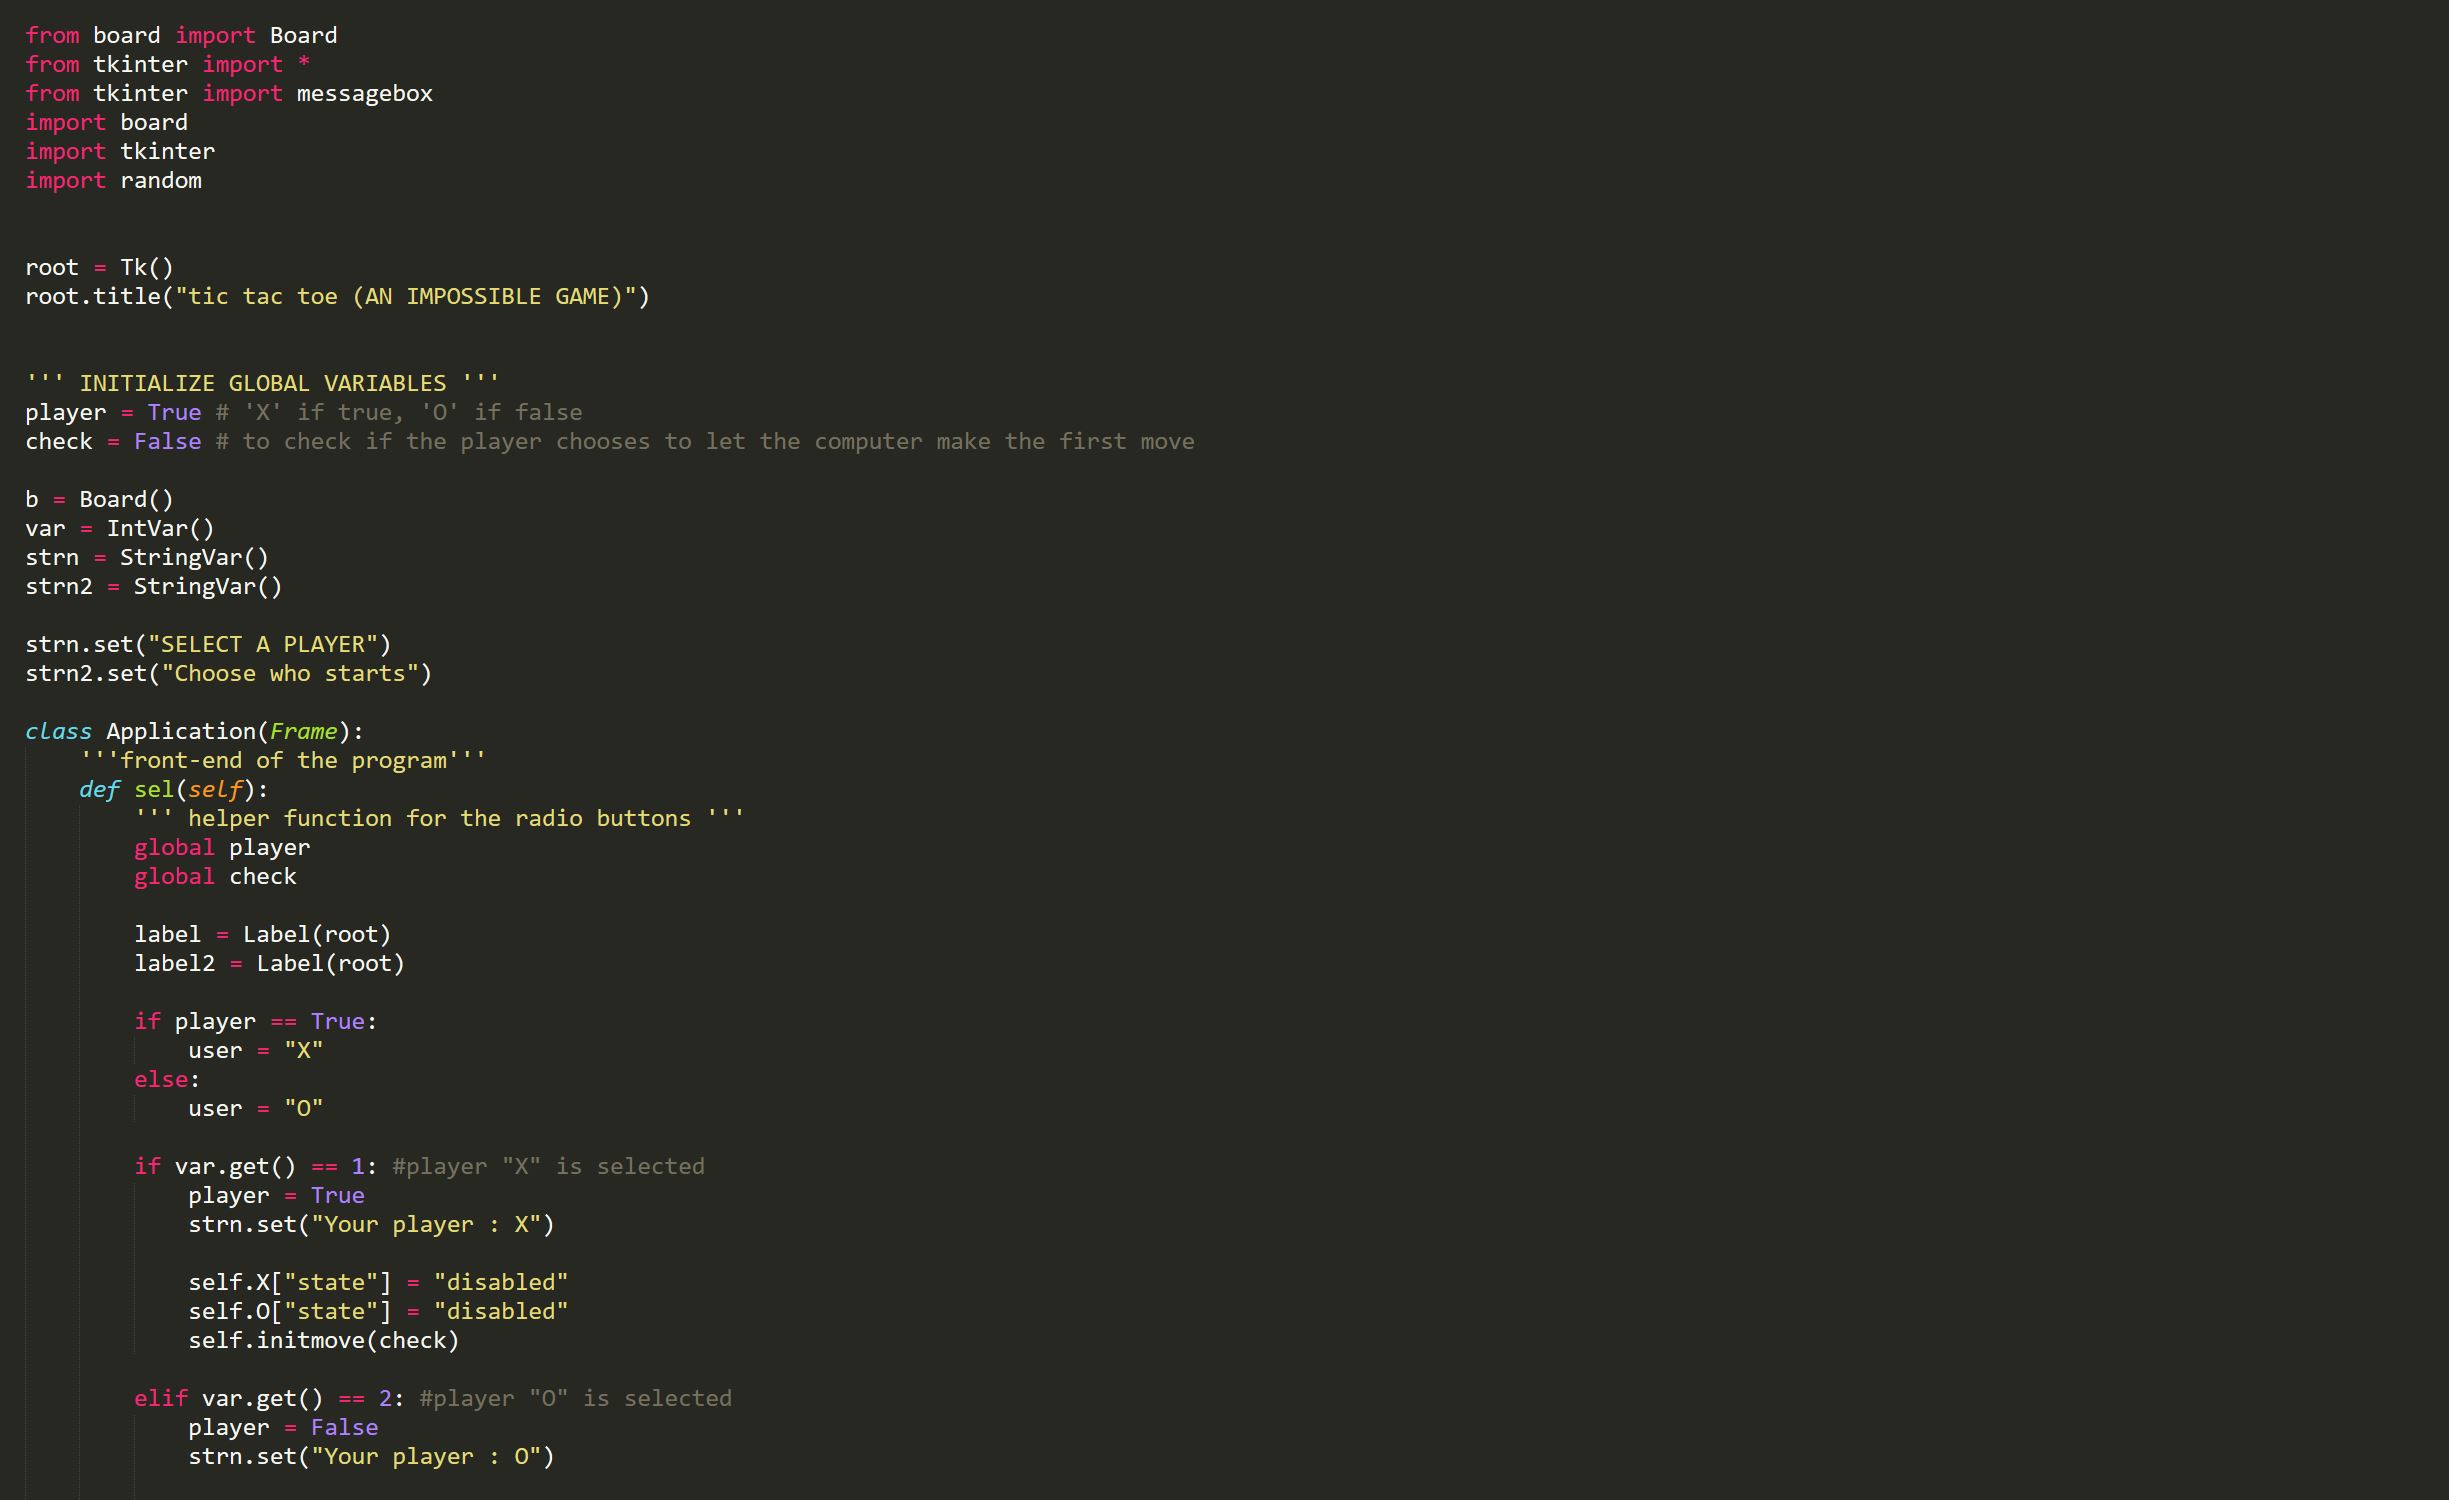 from board import Board
from tkinter import *
from tkinter import messagebox
import board
import tkinter
import random
root = Tk()
root.title("tic tac toe (AN IMPOSSIBLE GAME)")
''' INITIALIZE GLOBAL VARIABLES '''
player = True # 'X' if true, 'O' if false
check = False # to check if the player chooses to let the computer make the first move
b = Board()
var = IntVar()
strn = StringVar()
strn2 = StringVar()
strn.set("SELECT A PLAYER")
strn2.set("Choose who starts")
class Application(Frame):
    '''front-end of the program'''
    def sel(self):
        ''' helper function for the radio buttons '''
        global player
        global check
        label = Label(root)
        label2 = Label(root)
        if player == True:
            user = "X"
        else:
            user = "O"
        if var.get() == 1: #player "X" is selected
            player = True
            strn.set("Your player : X")
            self.X["state"] = "disabled"
            self.O["state"] = "disabled"
            self.initmove(check)
        elif var.get() == 2: #player "O" is selected
            player = False
            strn.set("Your player : O")